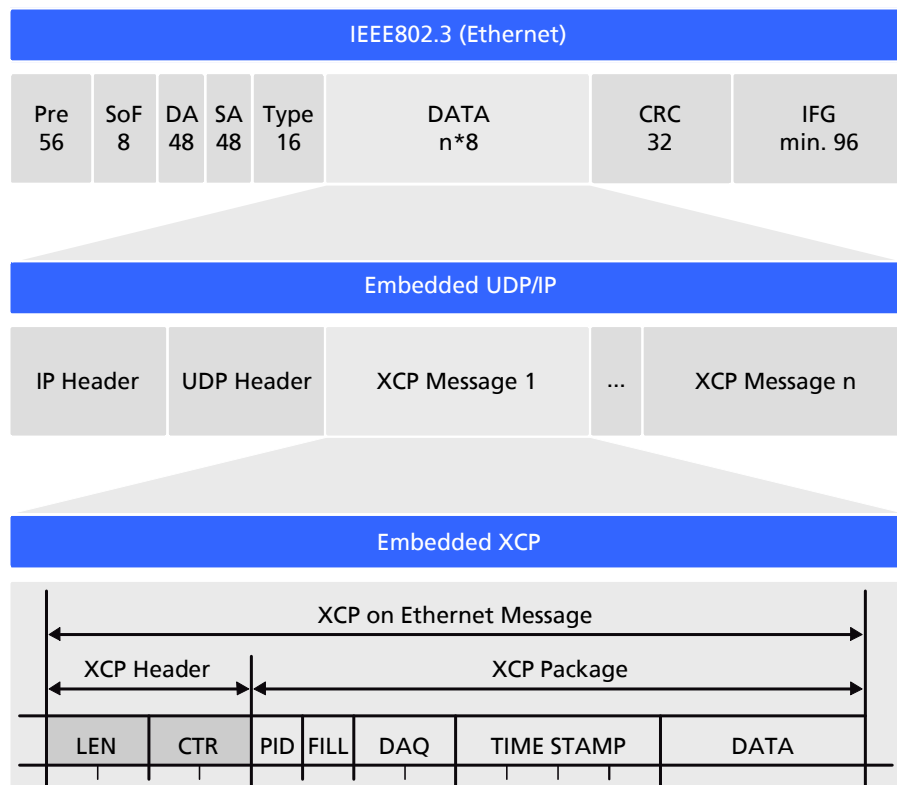 IEEE802.3 (Ethernet)
Pre SoF DA SA Type DATA CRC IFG
56 8 48 48 16 n*8 32 min. 96
Embedded UDP/IP
IP Header UDP Header XCP Message 1 ... XCP Message n
Embedded XCP
XCP on Ethernet Message
XCP Header XCP Package
LEN CTR PID FILL DAQ TIME STAMP DATA